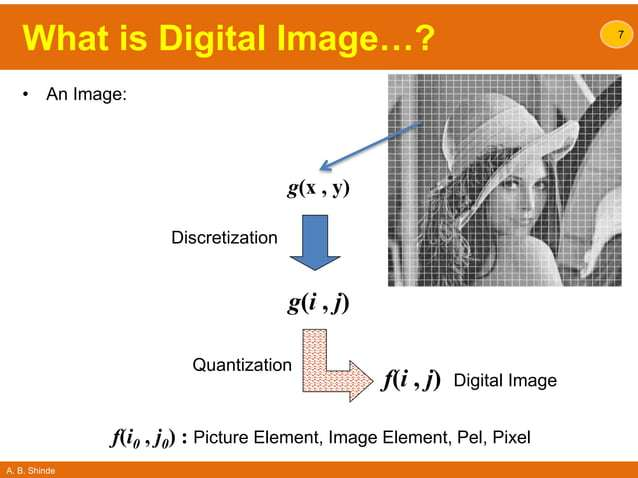 What is Digital Image…?
7
• An Image:
g(x , y)
Discretization
g(i , j)
Quantization
f(i , j) Digital Image
f(i₀ , j₀) : Picture Element, Image Element, Pel, Pixel
A. B. Shinde